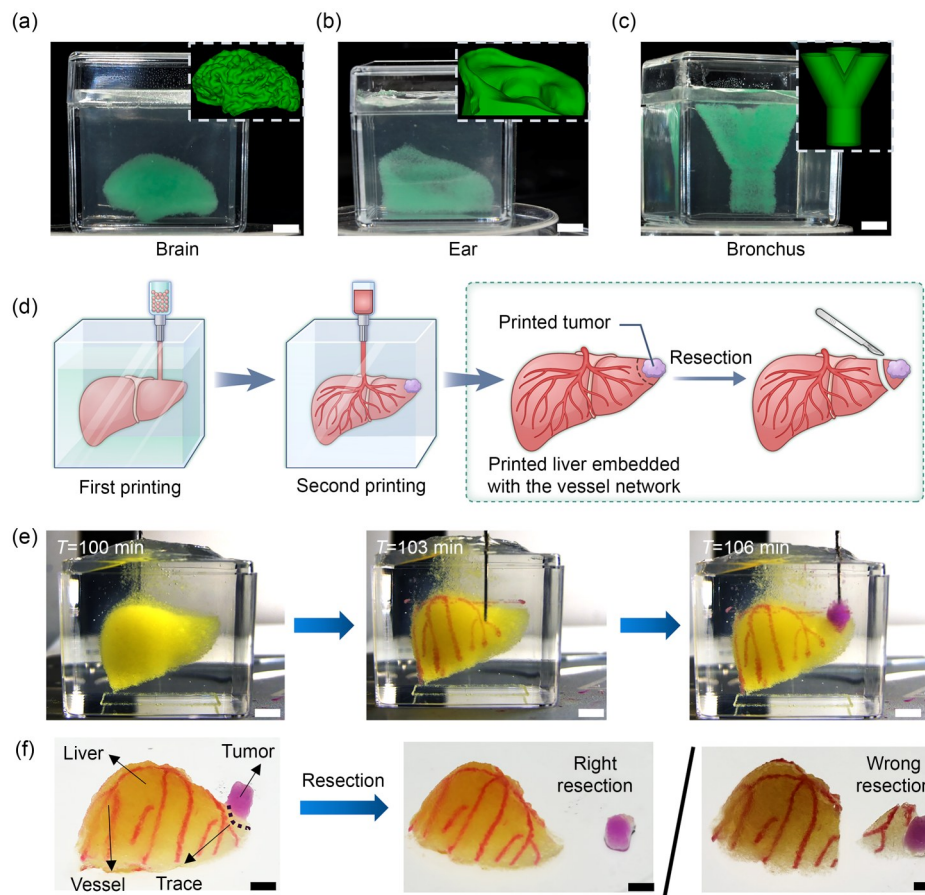 (a)
(b)
(c)
Brain
Ear
Bronchus
(d)
Printed tumor
Resection
First printing
Second printing
Printed liver embedded
with the vessel network
(e)
T=100 min
T=103 min
T=106 min
(f)
Liver
Tumor
Vessel
Trace
Resection
Right
resection
Wrong
resection